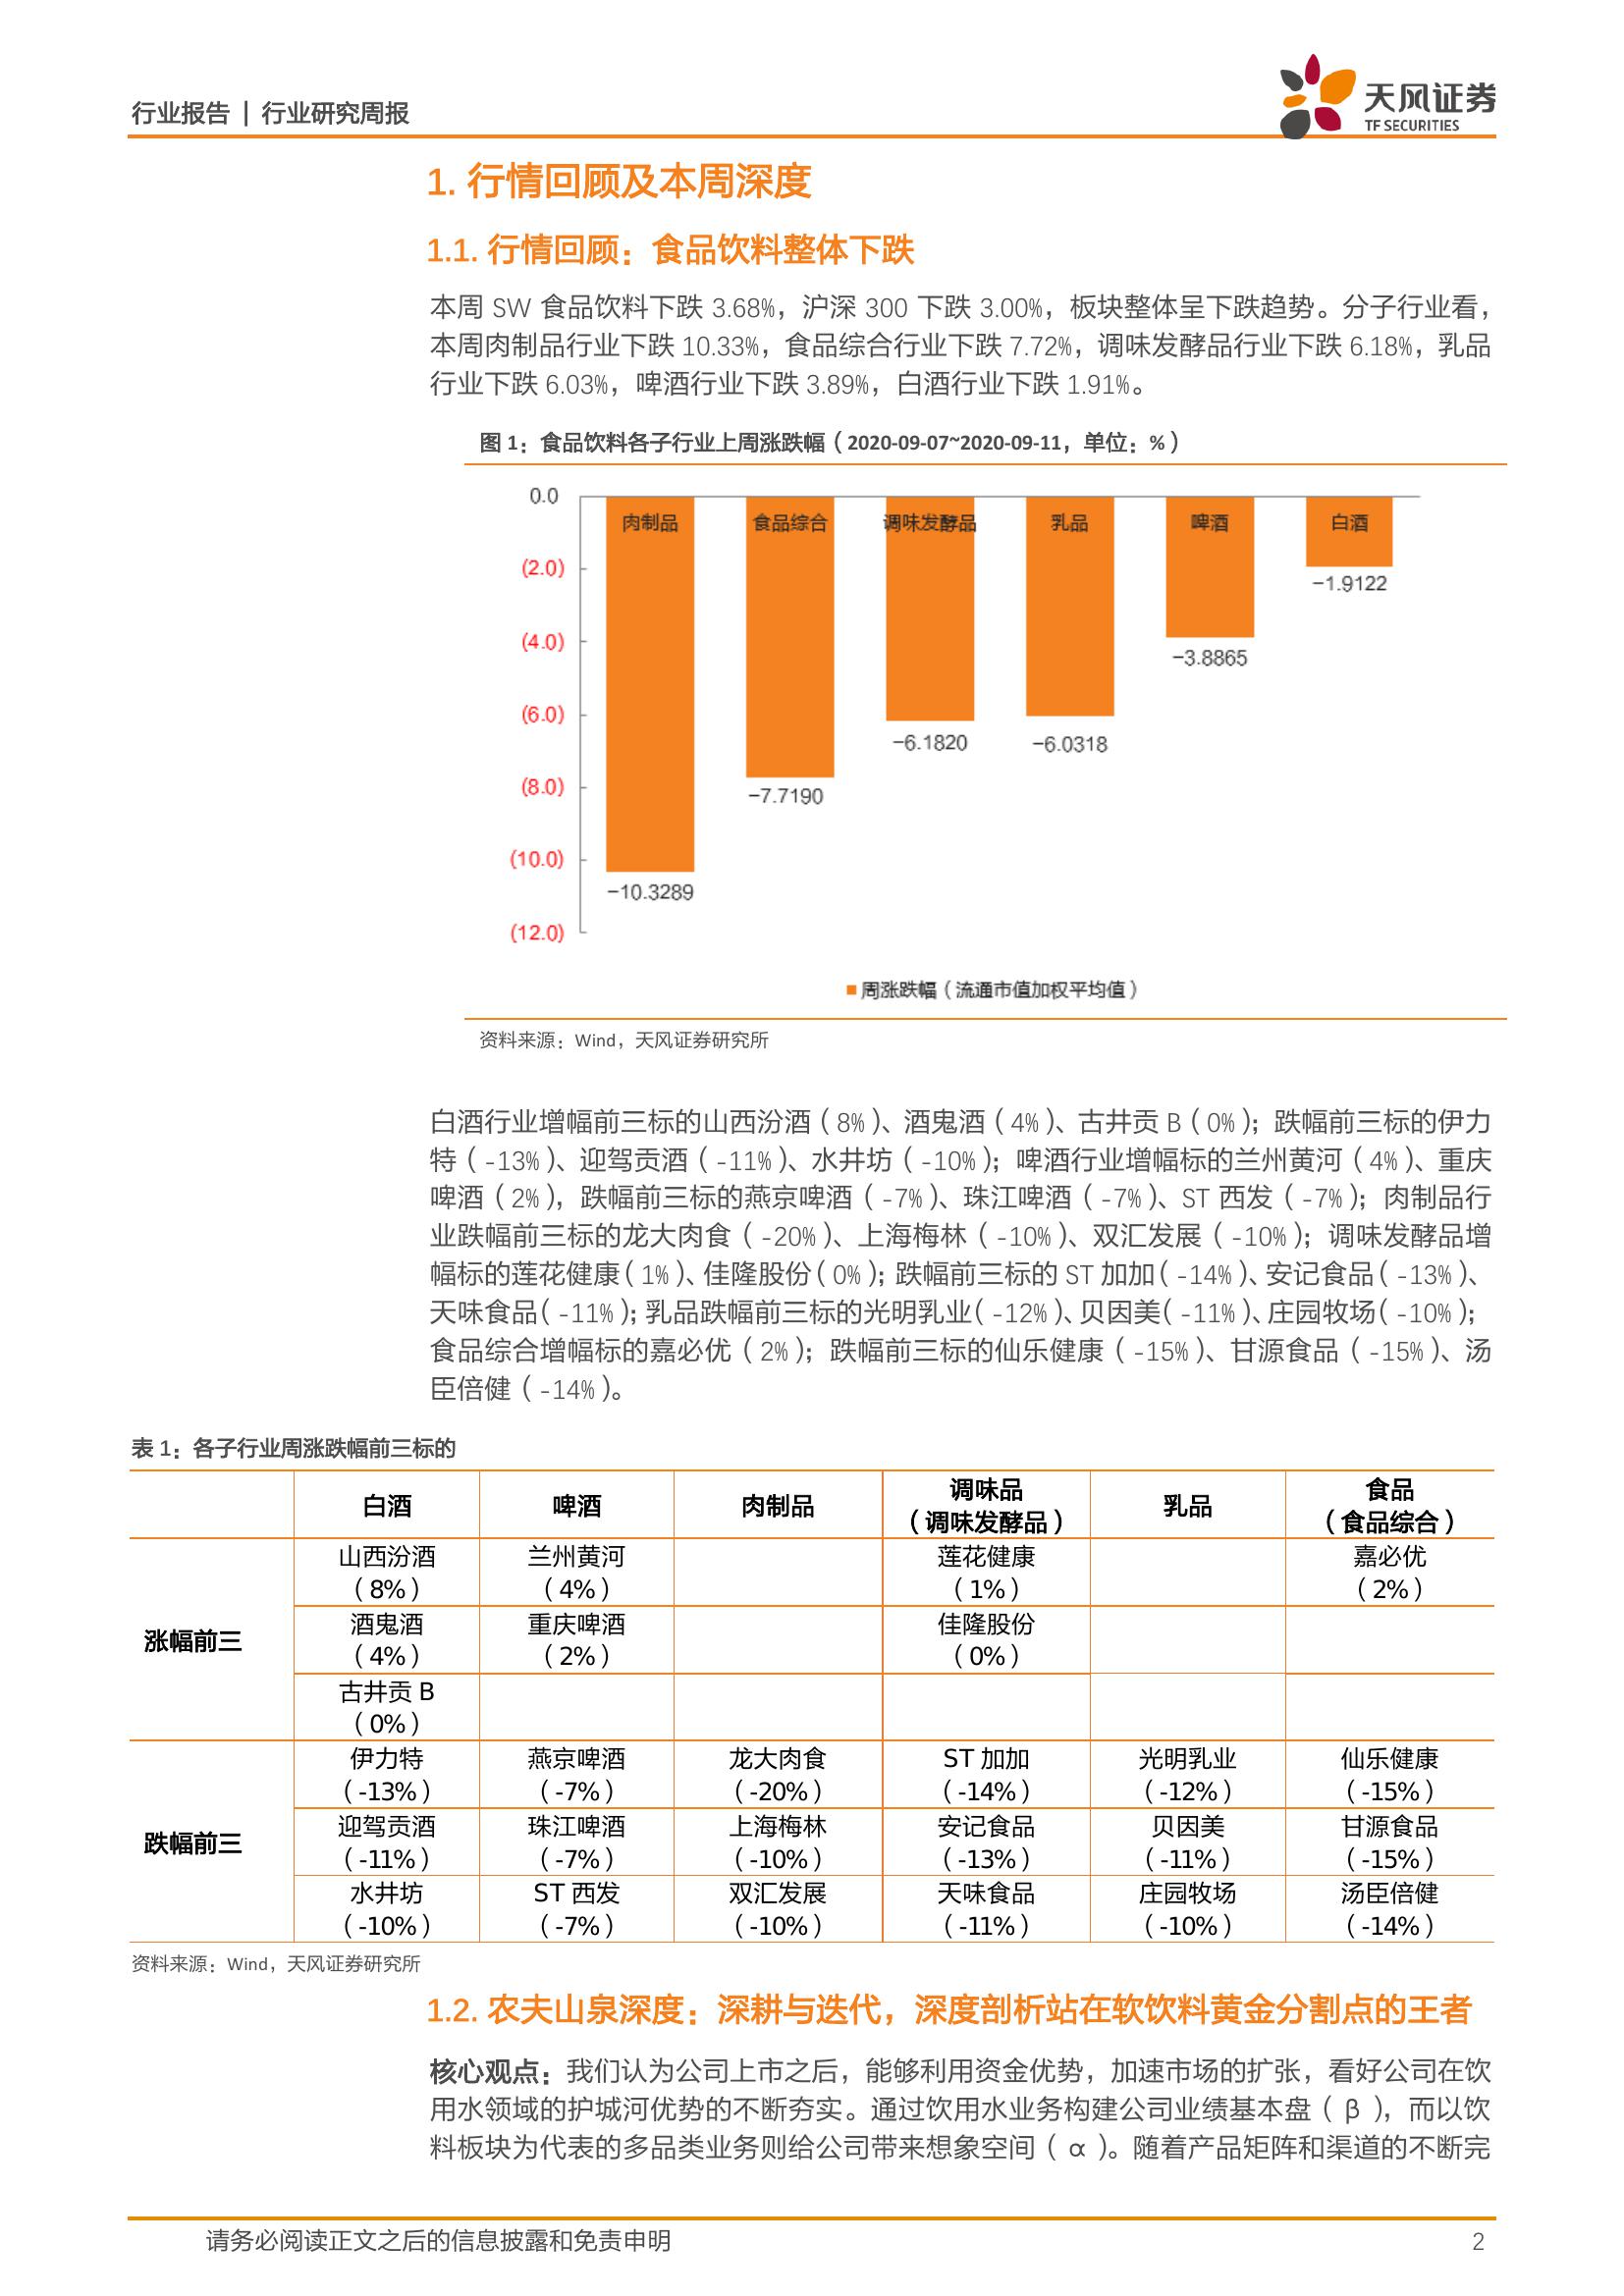 行业报告 | 行业研究周报
天风证券
TF SECURITIES
1. 行情回顾及本周深度
1.1. 行情回顾：食品饮料整体下跌
本周 SW 食品饮料下跌 3.68%，沪深 300 下跌 3.00%，板块整体呈下跌趋势。分子行业看，
本周肉制品行业下跌 10.33%，食品综合行业下跌 7.72%，调味发酵品行业下跌 6.18%，乳品
行业下跌 6.03%，啤酒行业下跌 3.89%，白酒行业下跌 1.91%。
图 1：食品饮料各子行业上周涨跌幅（2020-09-07~2020-09-11，单位：%）
0.0
肉制品 食品综合 调味发酵品 乳品 啤酒 白酒
(2.0)
−1.9122
(4.0)
−3.8865
(6.0)
−6.1820 −6.0318
(8.0)
−7.7190
(10.0)
−10.3289
(12.0)
周涨跌幅（流通市值加权平均值）
资料来源：Wind，天风证券研究所
白酒行业增幅前三标的山西汾酒（8%）、酒鬼酒（4%）、古井贡 B（0%）；跌幅前三标的伊力
特（-13%）、迎驾贡酒（-11%）、水井坊（-10%）；啤酒行业增幅标的兰州黄河（4%）、重庆
啤酒（2%），跌幅前三标的燕京啤酒（-7%）、珠江啤酒（-7%）、ST 西发（-7%）；肉制品行
业跌幅前三标的龙大肉食（-20%）、上海梅林（-10%）、双汇发展（-10%）；调味发酵品增
幅标的莲花健康（1%）、佳隆股份（0%）；跌幅前三标的 ST 加加（-14%）、安记食品（-13%）、
天味食品（-11%）；乳品跌幅前三标的光明乳业（-12%）、贝因美（-11%）、庄园牧场（-10%）；
食品综合增幅标的嘉必优（2%）；跌幅前三标的仙乐健康（-15%）、甘源食品（-15%）、汤
臣倍健（-14%）。
表 1：各子行业周涨跌幅前三标的
白酒 啤酒 肉制品 调味品 乳品 食品
（调味发酵品） （食品综合）
山西汾酒 兰州黄河 莲花健康 嘉必优
（8%） （4%） （1%） （2%）
涨幅前三
酒鬼酒 重庆啤酒 佳隆股份
（4%） （2%） （0%）
古井贡 B
（0%）
伊力特 燕京啤酒 龙大肉食 ST 加加 光明乳业 仙乐健康
（-13%） （-7%） （-20%） （-14%） （-12%） （-15%）
跌幅前三
迎驾贡酒 珠江啤酒 上海梅林 安记食品 贝因美 甘源食品
（-11%） （-7%） （-10%） （-13%） （-11%） （-15%）
水井坊 ST 西发 双汇发展 天味食品 庄园牧场 汤臣倍健
（-10%） （-7%） （-10%） （-11%） （-10%） （-14%）
资料来源：Wind，天风证券研究所
1.2. 农夫山泉深度：深耕与迭代，深度剖析站在软饮料黄金分割点的王者
核心观点：我们认为公司上市之后，能够利用资金优势，加速市场的扩张，看好公司在饮
用水领域的护城河优势的不断夯实。通过饮用水业务构建公司业绩基本盘（β），而以饮
料板块为代表的多品类业务则给公司带来想象空间（α）。随着产品矩阵和渠道的不断完
请务必阅读正文之后的信息披露和免责申明 2